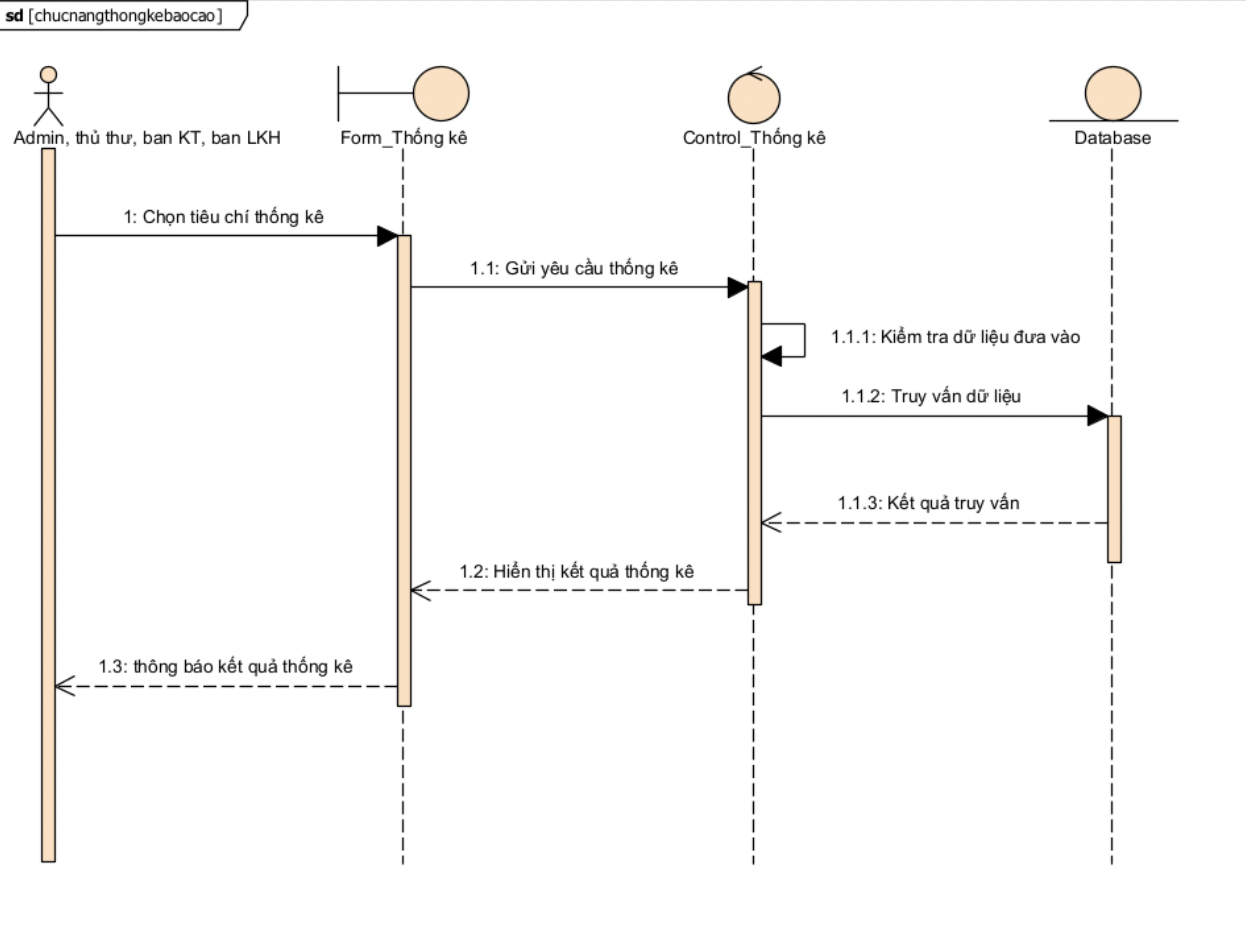 sd [chucnangthongkebaocao]
Admin, thủ thư, ban KT, ban LKH
Form_Thống kê
Control_Thống kê
Database
1: Chọn tiêu chí thống kê
1.1: Gửi yêu cầu thống kê
1.1.1: Kiểm tra dữ liệu đưa vào
1.1.2: Truy vấn dữ liệu
1.1.3: Kết quả truy vấn
1.2: Hiển thị kết quả thống kê
1.3: thông báo kết quả thống kê